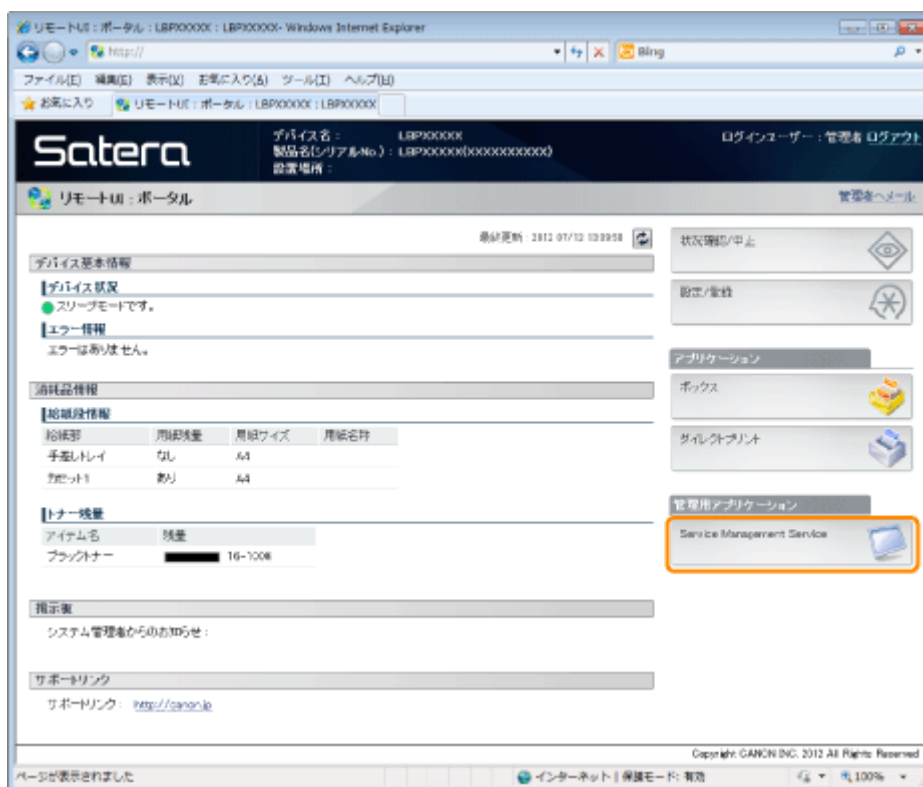 リモートUI : ポータル : LBPXXXXX : LBPXXXXX- Windows Internet Explorer
http://
Bing
ファイル(E) 編集(E) 表示(V) お気に入り(A) ツール(T) ヘルプ(H)
お気に入り リモートUI : ポータル : LBPXXXXX : LBPXXXXX
Satera
デバイス名 : LBPXXXXX
製品名(シリアルNo.) : LBPXXXXX(XXXXXXXXXX)
設置場所 :
ログインユーザー : 管理者 ログアウト
リモートUI : ポータル
管理者へメール
最終更新 : 2012 07/12 13:09:58
デバイス基本情報
デバイス状況
スリープモードです。
エラー情報
エラーはありません。
消耗品情報
給紙段情報
給紙部 用紙残量 用紙サイズ 用紙名称
手差しトレイ なし A4
カセット1 あり A4
トナー残量
アイテム名 残量
ブラックトナー 16-100%
掲示板
システム管理者からのお知らせ :
サポートリンク
サポートリンク : http://canon.jp
状況確認/中止
設定/登録
アプリケーション
ボックス
ダイレクトプリント
管理用アプリケーション
Service Management Service
Copyright CANON INC. 2012 All Rights Reserved
ページが表示されました
インターネット | 保護モード: 有効
100%